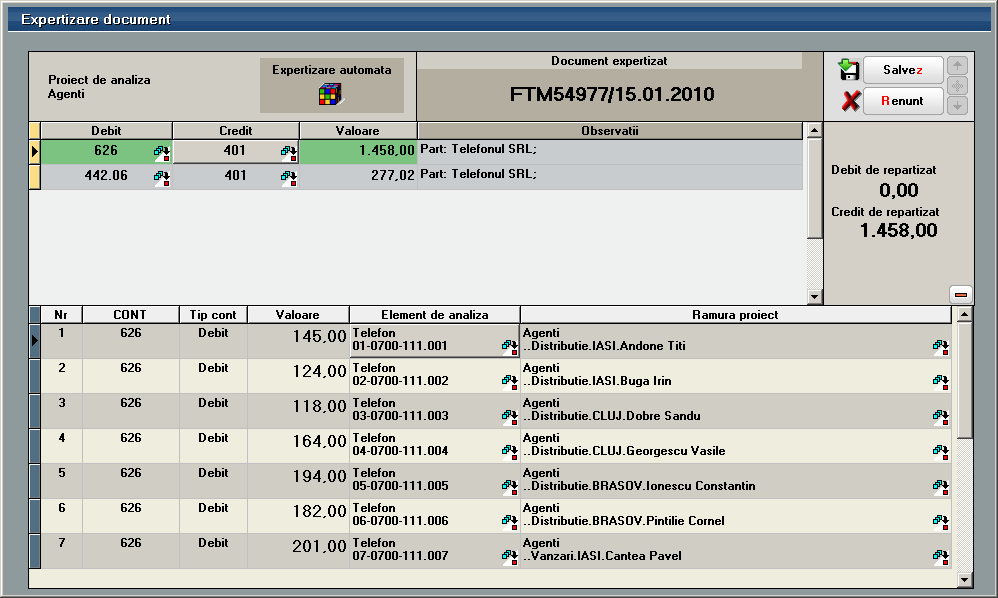 Expertizare document
Proiect de analiza
Agenti
Expertizare automata
Document expertizat
FTM54977/15.01.2010
Salvez
Renunt
Debit Credit Valoare Observatii
626 401 1.458,00 Part: Telefonul SRL;
442.06 401 277,02 Part: Telefonul SRL;
Debit de repartizat
0,00
Credit de repartizat
1.458,00
Nr CONT Tip cont Valoare Element de analiza Ramura proiect
1 626 Debit 145,00 Telefon Agenti
01-0700-111.001 ..Distributie.IASI.Andone Titi
2 626 Debit 124,00 Telefon Agenti
02-0700-111.002 ..Distributie.IASI.Buga Irin
3 626 Debit 118,00 Telefon Agenti
03-0700-111.003 ..Distributie.CLUJ.Dobre Sandu
4 626 Debit 164,00 Telefon Agenti
04-0700-111.004 ..Distributie.CLUJ.Georgescu Vasile
5 626 Debit 194,00 Telefon Agenti
05-0700-111.005 ..Distributie.BRASOV.Ionescu Constantin
6 626 Debit 182,00 Telefon Agenti
06-0700-111.006 ..Distributie.BRASOV.Pintilie Cornel
7 626 Debit 201,00 Telefon Agenti
07-0700-111.007 ..Vanzari.IASI.Cantea Pavel